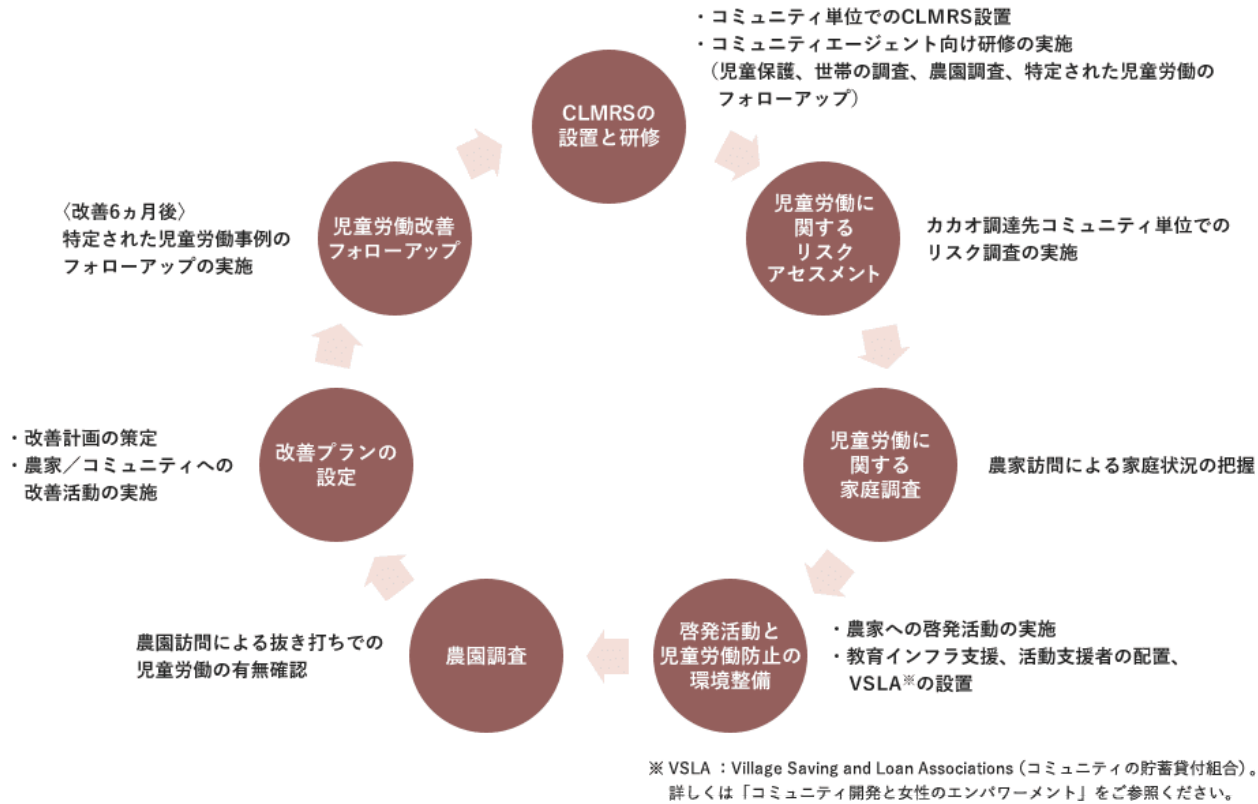 CLMRSの
設置と研修
・コミュニティ単位でのCLMRS設置
・コミュニティエージェント向け研修の実施
（児童保護、世帯の調査、農園調査、特定された児童労働の
フォローアップ）
児童労働に
関する
リスク
アセスメント
カカオ調達先コミュニティ単位での
リスク調査の実施
児童労働に
関する
家庭調査
農家訪問による家庭状況の把握
啓発活動と
児童労働防止の
環境整備
・農家への啓発活動の実施
・教育インフラ支援、活動支援者の配置、
VSLA※の設置
農園調査
農園訪問による抜き打ちでの
児童労働の有無確認
改善プランの
設定
・改善計画の策定
・農家／コミュニティへの
改善活動の実施
児童労働改善
フォローアップ
〈改善6ヵ月後〉
特定された児童労働事例の
フォローアップの実施
※ VSLA ：Village Saving and Loan Associations（コミュニティの貯蓄貸付組合）。
詳しくは「コミュニティ開発と女性のエンパワーメント」をご参照ください。